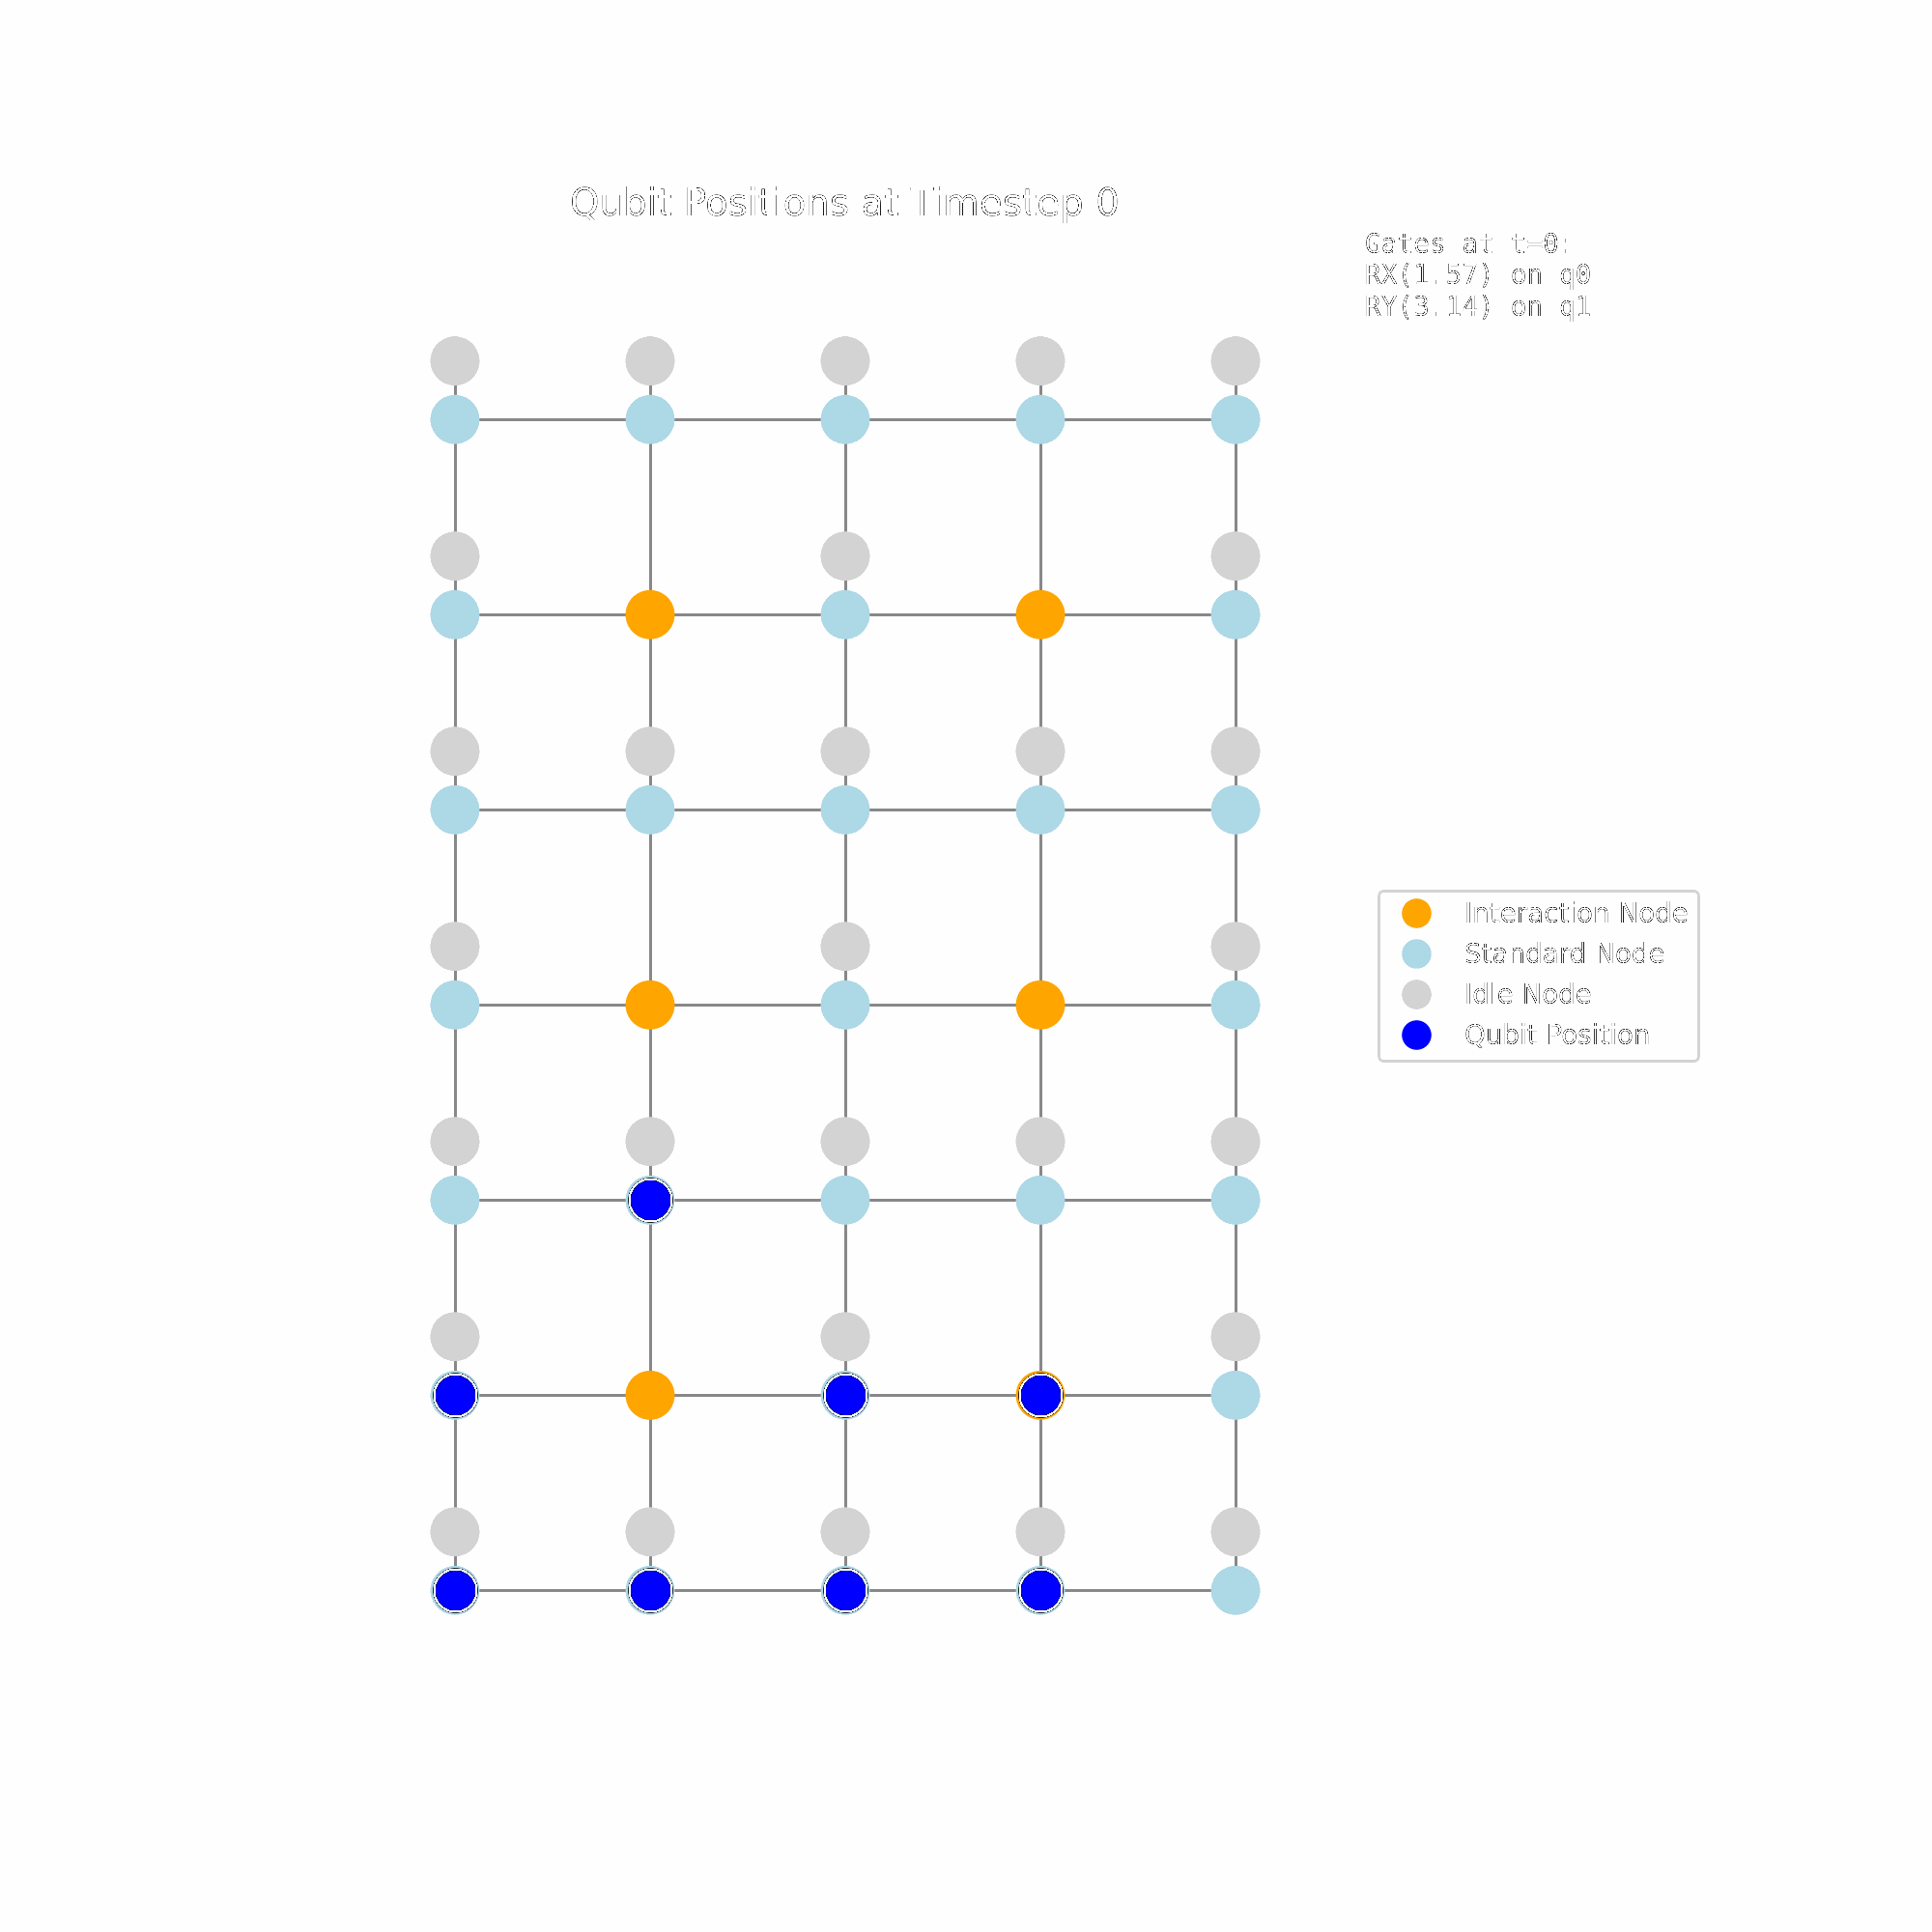 Qubit Positions at Timestep 0
Gates at t=0:
RX(1.57) on q0
RY(3.14) on q1
Interaction Node
Standard Node
Idle Node
Qubit Position